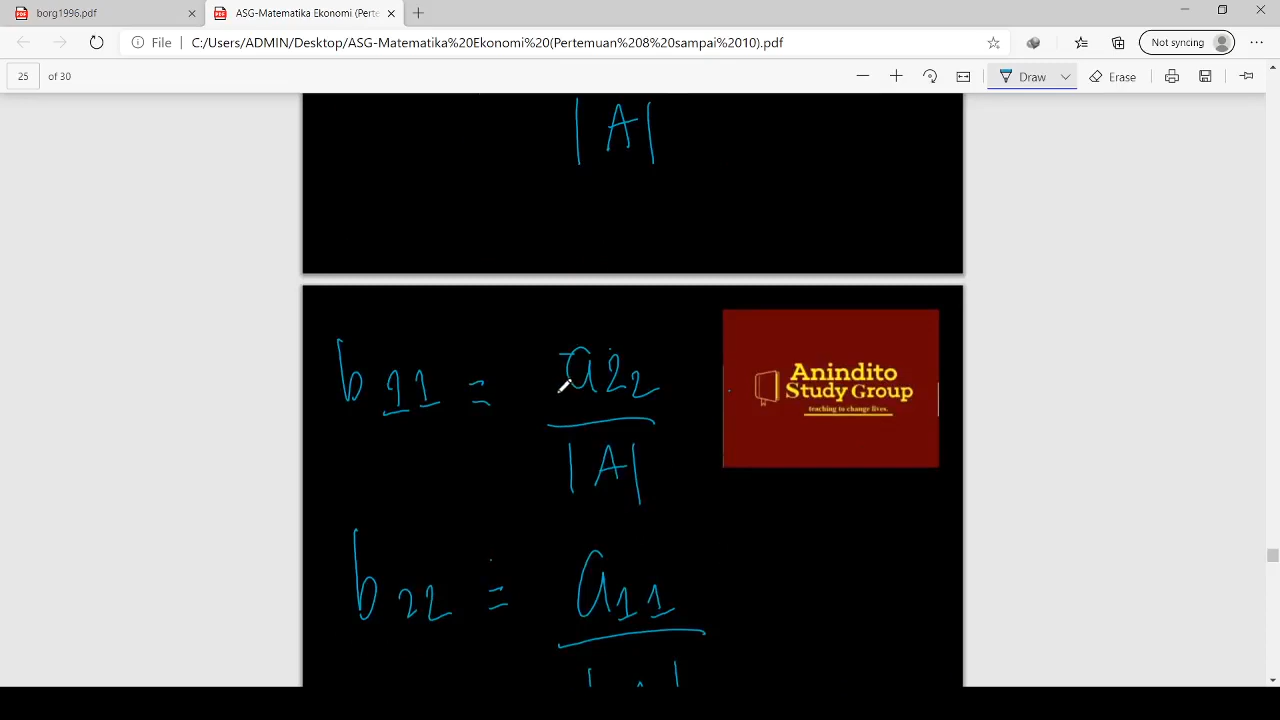 borg1996.pdf
ASG-Matematika Ekonomi (Perte
File
C:/Users/ADMIN/Desktop/ASG-Matematika%20Ekonomi%20(Pertemuan%208%20sampai%2010).pdf
Not syncing
25 of 30
Draw
Erase
|A|
b11 = a22
|A|
Anindito
Study Group
teaching to change lives.
b22 = a11